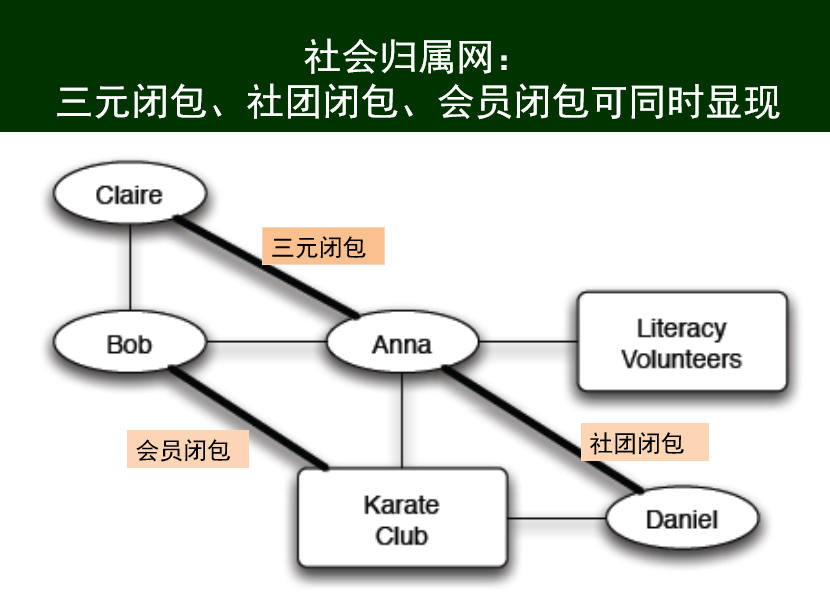 社会归属网：
三元闭包、社团闭包、会员闭包可同时显现
Claire
三元闭包
Bob
Anna
Literacy
Volunteers
会员闭包
社团闭包
Karate
Club
Daniel